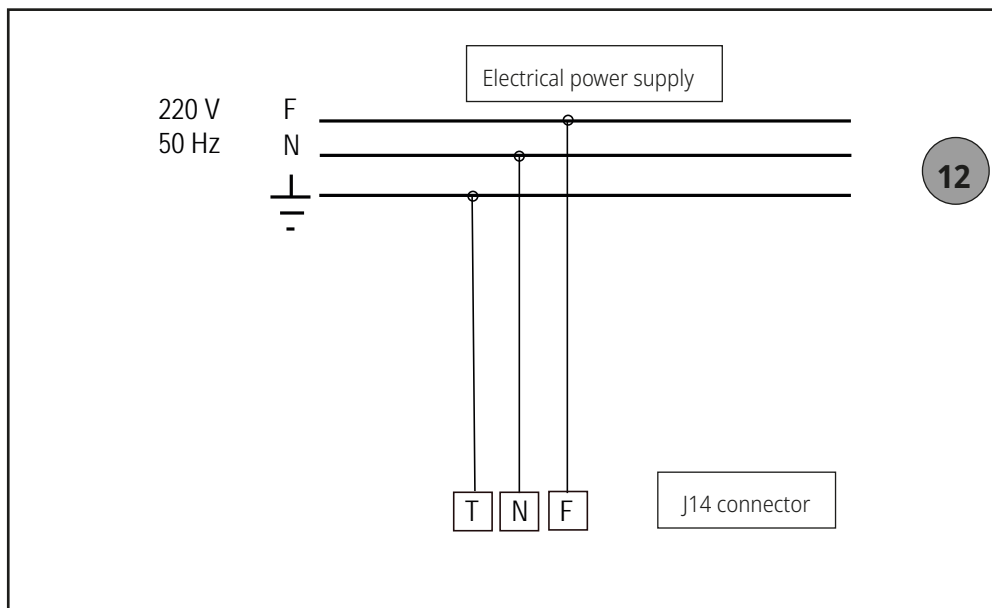 Electrical power supply
220 V F
50 Hz N
12
T N F
J14 connector